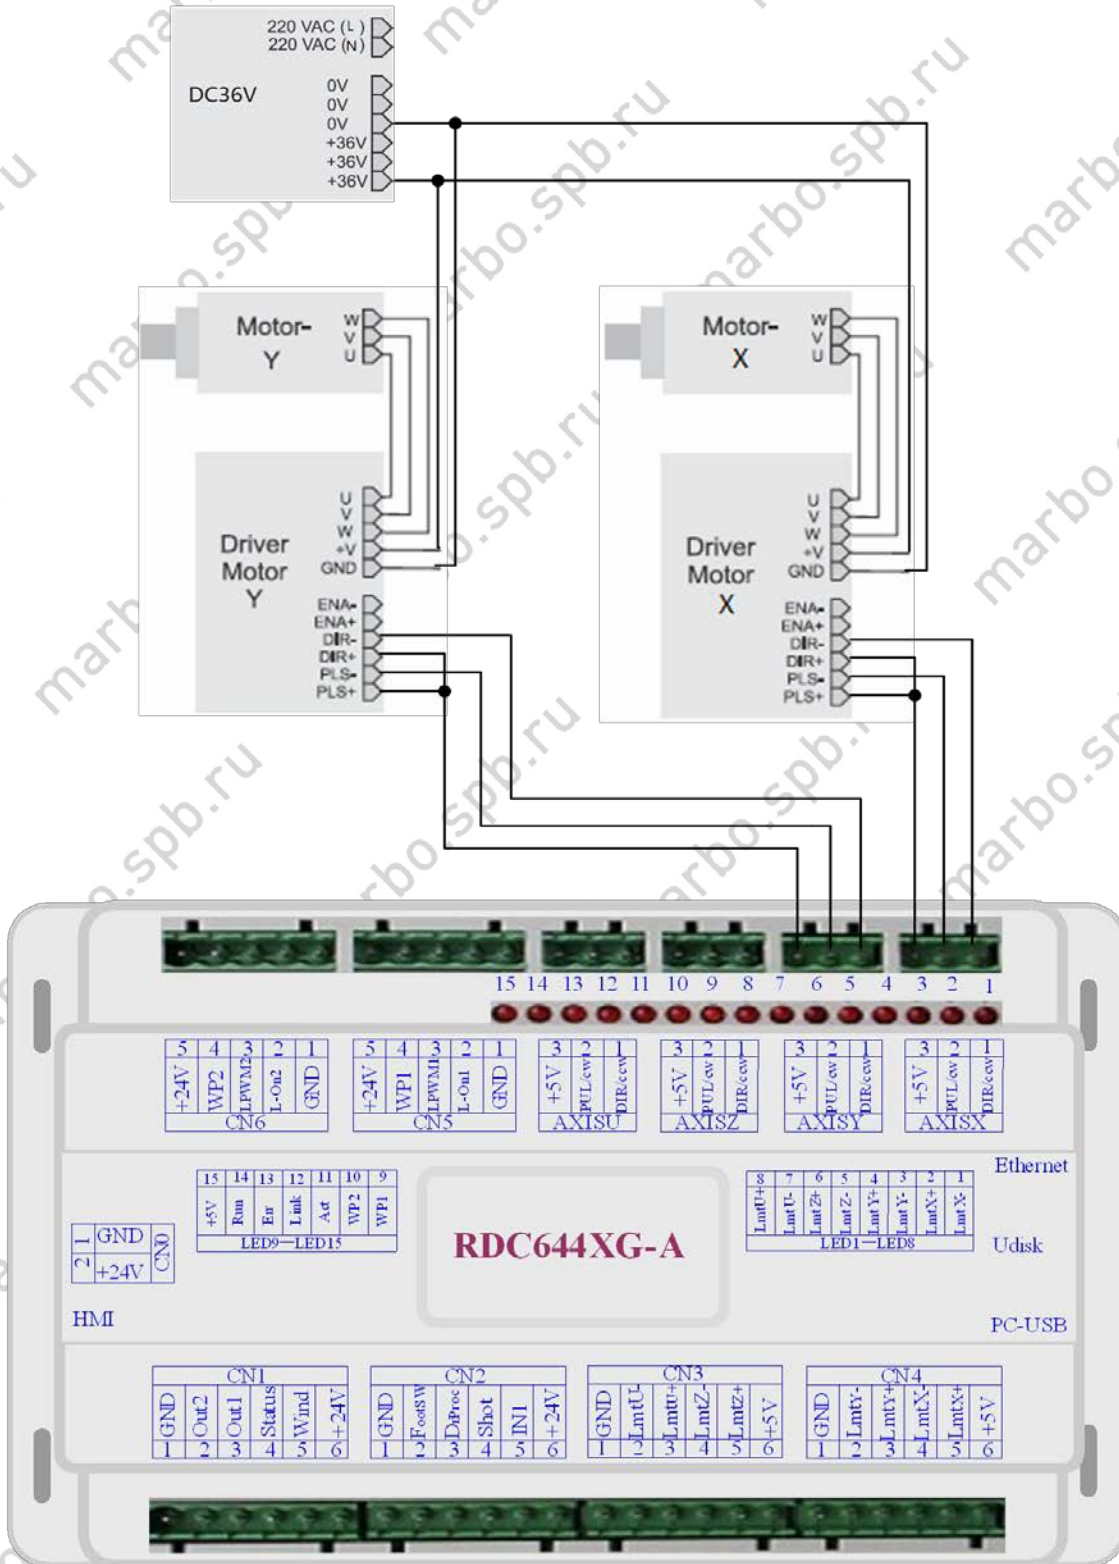 220 VAC (L)
220 VAC (N)
DC36V
0V
0V
0V
+36V
+36V
+36V
Motor-
Y
W
V
U
Motor-
X
W
V
U
Driver
Motor
Y
U
V
W
+V
GND
ENA-
ENA+
DIR-
DIR+
PLS-
PLS+
Driver
Motor
X
U
V
W
+V
GND
ENA-
ENA+
DIR-
DIR+
PLS-
PLS+
15 14 13 12 11 10 9 8 7 6 5 4 3 2 1
5 4 3 2 1
+24V WP2 LPWM2 L-On2 GND
CN6
5 4 3 2 1
+24V WP1 LPWM1 L-On1 GND
CN5
3 2 1
+5V PUL/cw DIR/ccw
AXISU
3 2 1
+5V PUL/cw DIR/ccw
AXISZ
3 2 1
+5V PUL/cw DIR/ccw
AXISY
3 2 1
+5V PUL/cw DIR/ccw
AXISX
Ethernet
15 14 13 12 11 10 9
+5V Run Err Link Act WP2 WP1
LED9—LED15
8 7 6 5 4 3 2 1
LmtU+ LmtU- LmtZ+ LmtZ- LmtY+ LmtY- LmtX+ LmtX-
LED1—LED8
RDC644XG-A
Udisk
1 GND
2 +24V
CN0
HMI
PC-USB
CN1
GND Out2 Out1 Status Wind +24V
1 2 3 4 5 6
CN2
GND FootSW DrProc Shot IN1 +24V
1 2 3 4 5 6
CN3
GND LmtU- LmtU+ LmtZ- LmtZ+ +5V
1 2 3 4 5 6
CN4
GND LmtY- LmtY+ LmtX- LmtX+ +5V
1 2 3 4 5 6
marbo.spb.ru